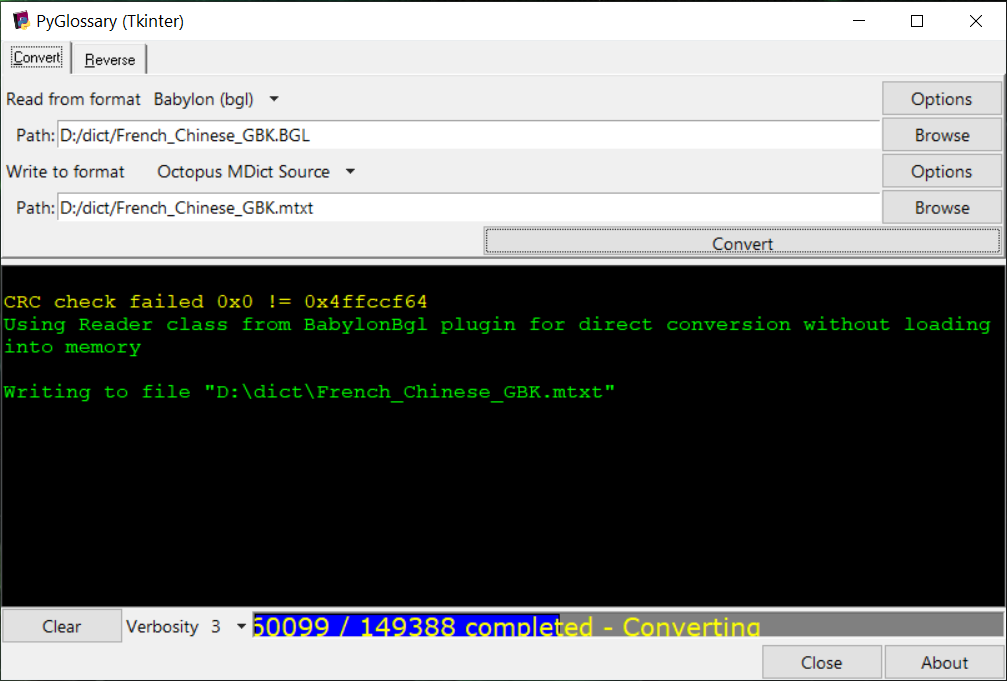 PyGlossary (Tkinter)
Convert Reverse
Read from format Babylon (bgl) Options
Path: D:/dict/French_Chinese_GBK.BGL Browse
Write to format Octopus MDict Source Options
Path: D:/dict/French_Chinese_GBK.mtxt Browse
Convert
CRC check failed 0x0 != 0x4ffccf64
Using Reader class from BabylonBgl plugin for direct conversion without loading
into memory
Writing to file "D:\dict\French_Chinese_GBK.mtxt"
Clear Verbosity 3 60099 / 149388 completed - Converting
Close About